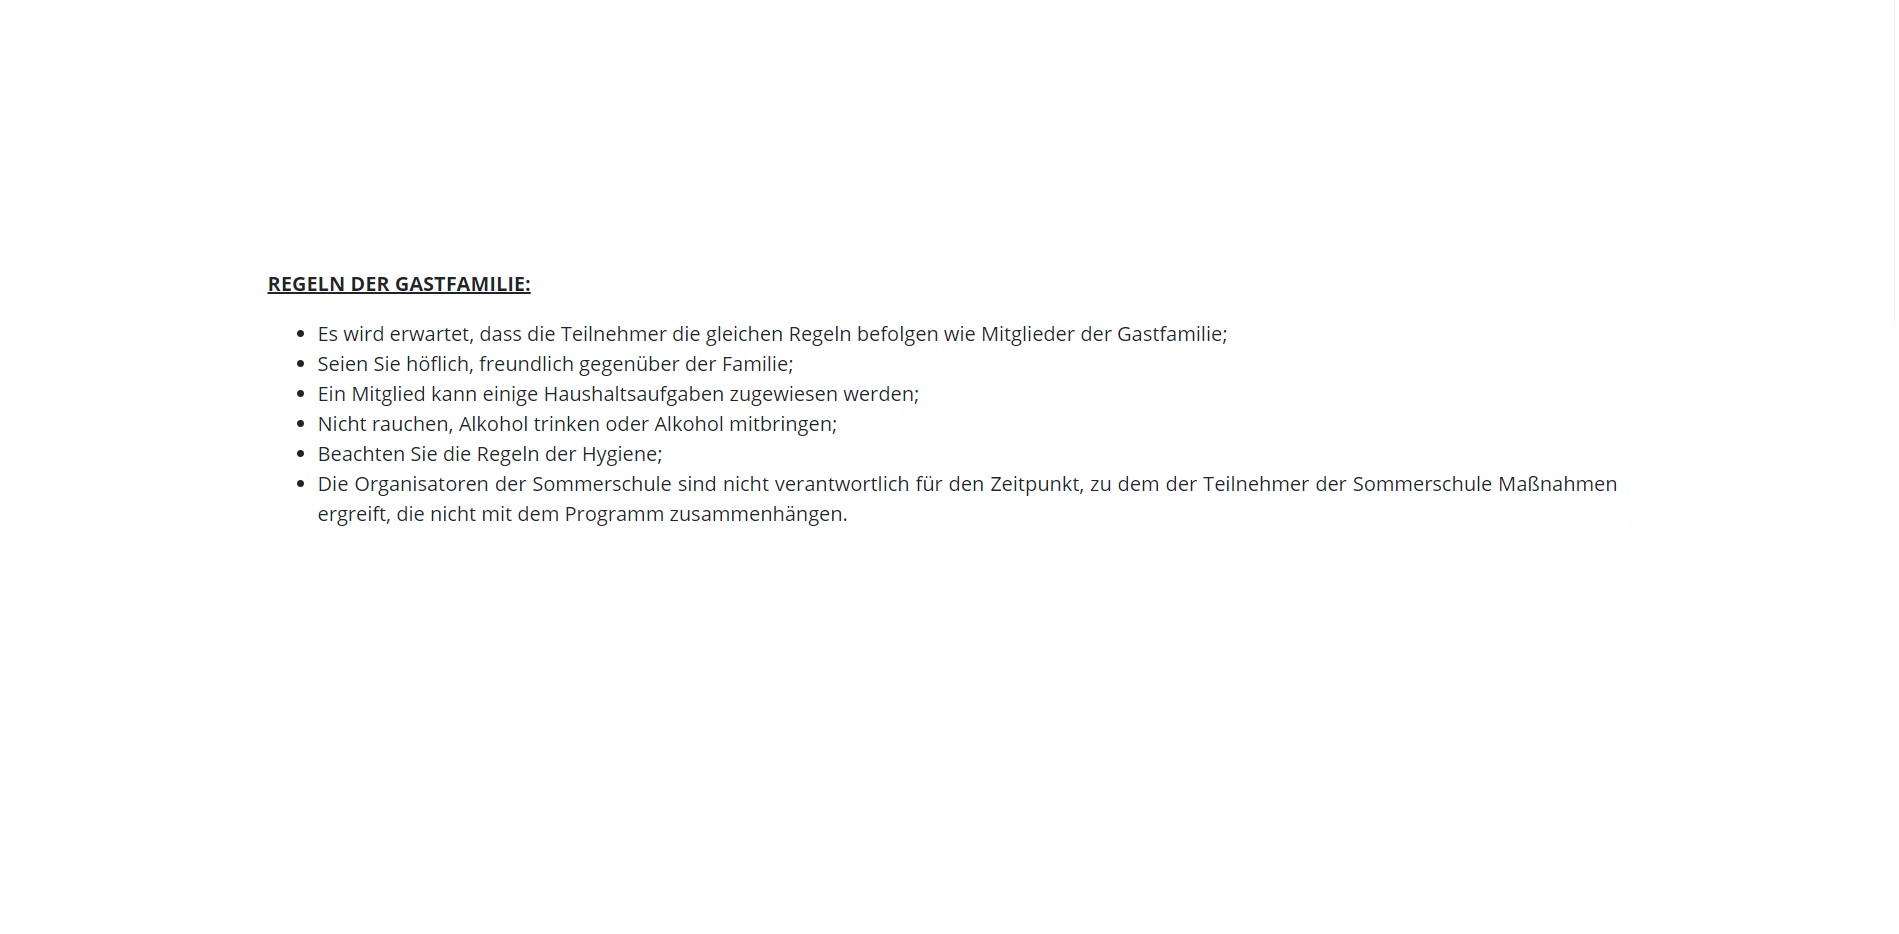 REGELN DER GASTFAMILIE:
• Es wird erwartet, dass die Teilnehmer die gleichen Regeln befolgen wie Mitglieder der Gastfamilie;
• Seien Sie höflich, freundlich gegenüber der Familie;
• Ein Mitglied kann einige Haushaltsaufgaben zugewiesen werden;
• Nicht rauchen, Alkohol trinken oder Alkohol mitbringen;
• Beachten Sie die Regeln der Hygiene;
• Die Organisatoren der Sommerschule sind nicht verantwortlich für den Zeitpunkt, zu dem der Teilnehmer der Sommerschule Maßnahmen
ergreift, die nicht mit dem Programm zusammenhängen.